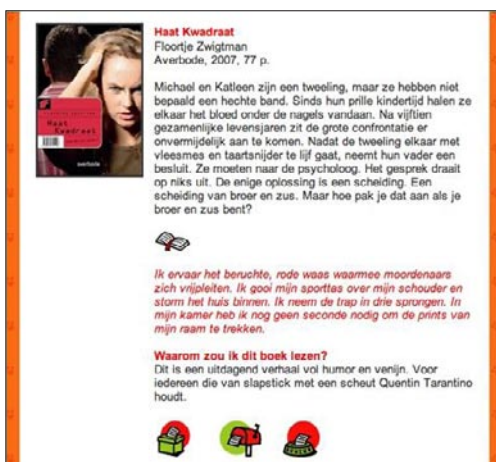 Haat Kwadraat
Floortje Zwigtman
Averbode, 2007, 77 p.
Michael en Katleen zijn een tweeling, maar ze hebben niet
bepaald een hechte band. Sinds hun prille kindertijd halen ze
elkaar het bloed onder de nagels vandaan. Na vijftien
gezamenlijke levensjaren zit de grote confrontatie er
onvermijdelijk aan te komen. Nadat de tweeling elkaar met
vleesmes en taartsnijder te lijf gaat, neemt hun vader een
besluit. Ze moeten naar de psycholoog. Het gesprek draait
op niks uit. De enige oplossing is een scheiding. Een
scheiding van broer en zus. Maar hoe pak je dat aan als je
broer en zus bent?
Ik ervaar het beruchte, rode waas waarmee moordenaars
zich vrijpleiten. Ik gooi mijn sporttas over mijn schouder en
storm het huis binnen. Ik neem de trap in drie sprongen. In
mijn kamer heb ik nog geen seconde nodig om de prints van
mijn raam te trekken.
Waarom zou ik dit boek lezen?
Dit is een uitdagend verhaal vol humor en venijn. Voor
iedereen die van slapstick met een scheut Quentin Tarantino
houdt.
Haat
Kwadraat
averbode